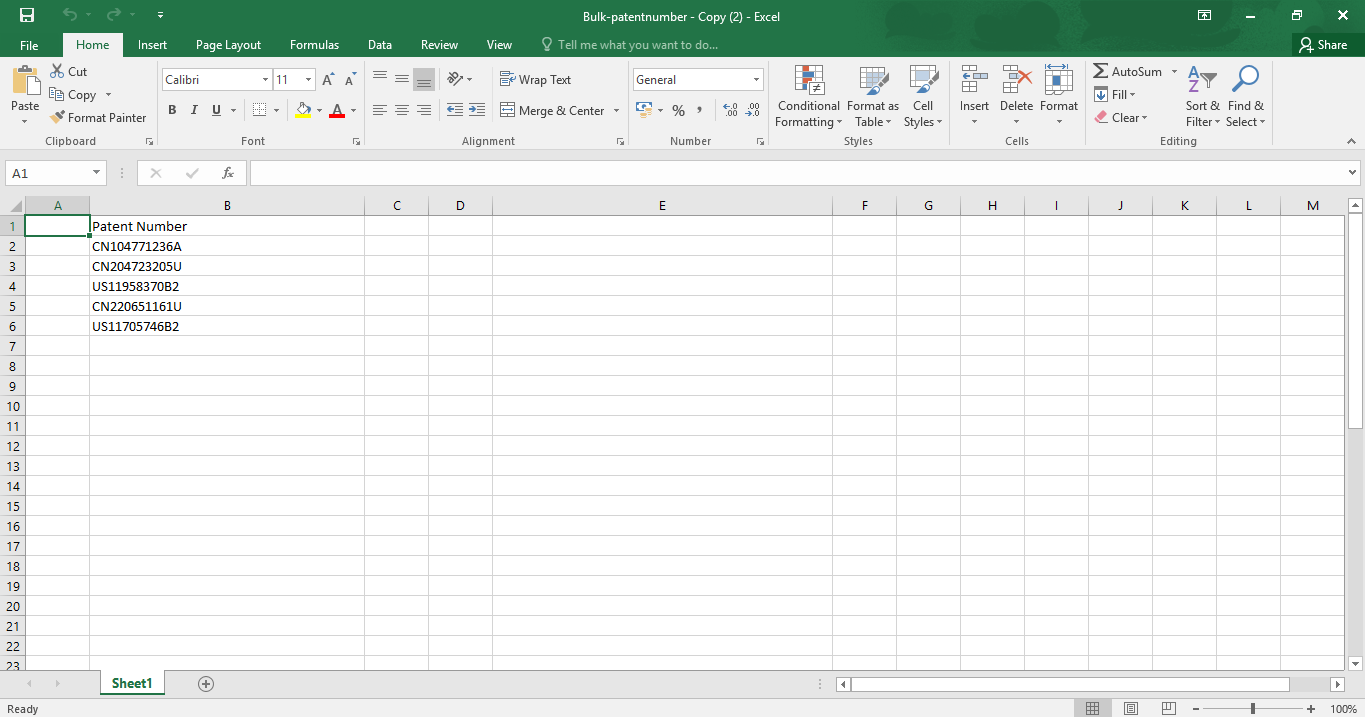 Bulk-patentnumber - Copy (2) - Excel
File Home Insert Page Layout Formulas Data Review View Tell me what you want to do... Share
Paste
Cut
Copy
Format Painter
Clipboard
Calibri 11
B I U A
Font
Wrap Text
Merge & Center
Alignment
General
% , .00 .00
Number
Conditional Formatting
Format as Table
Cell Styles
Styles
Insert Delete Format
Cells
AutoSum
Fill
Clear
Sort & Filter
Find & Select
Editing
A1 fx
A B C D E F G H I J K L M
1 Patent Number
2 CN104771236A
3 CN204723205U
4 US11958370B2
5 CN220651161U
6 US11705746B2
7
8
9
10
11
12
13
14
15
16
17
18
19
20
21
22
23
Sheet1
Ready 100%